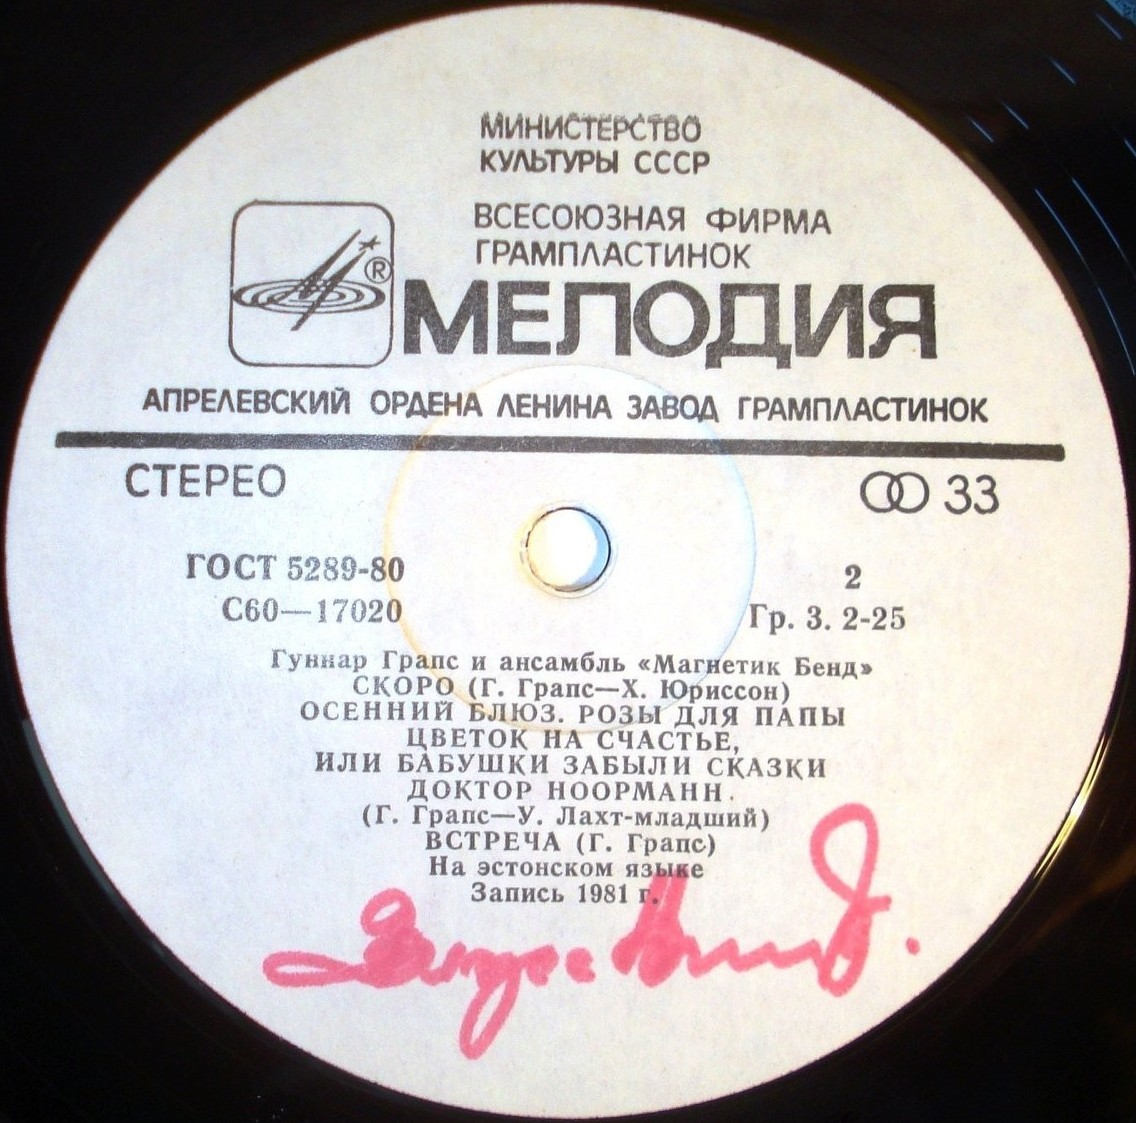 МИНИСТЕРСТВО
КУЛЬТУРЫ СССР
ВСЕСОЮЗНАЯ ФИРМА
ГРАМПЛАСТИНОК
®
МЕЛОДИЯ
АПРЕЛЕВСКИЙ ОРДЕНА ЛЕНИНА ЗАВОД ГРАМПЛАСТИНОК
СТЕРЕО
33
ГОСТ 5289-80
2
С60—17020
Гр. 3. 2-25
Гуннар Грапс и ансамбль «Магнетик Бенд»
СКОРО (Г. Грапс—Х. Юриссон)
ОСЕННИЙ БЛЮЗ. РОЗЫ ДЛЯ ПАПЫ
ЦВЕТОК НА СЧАСТЬЕ,
ИЛИ БАБУШКИ ЗАБЫЛИ СКАЗКИ
ДОКТОР НООРМАНН.
(Г. Грапс—У. Лахт-младший)
ВСТРЕЧА (Г. Грапс)
На эстонском языке
Запись 1981 г.